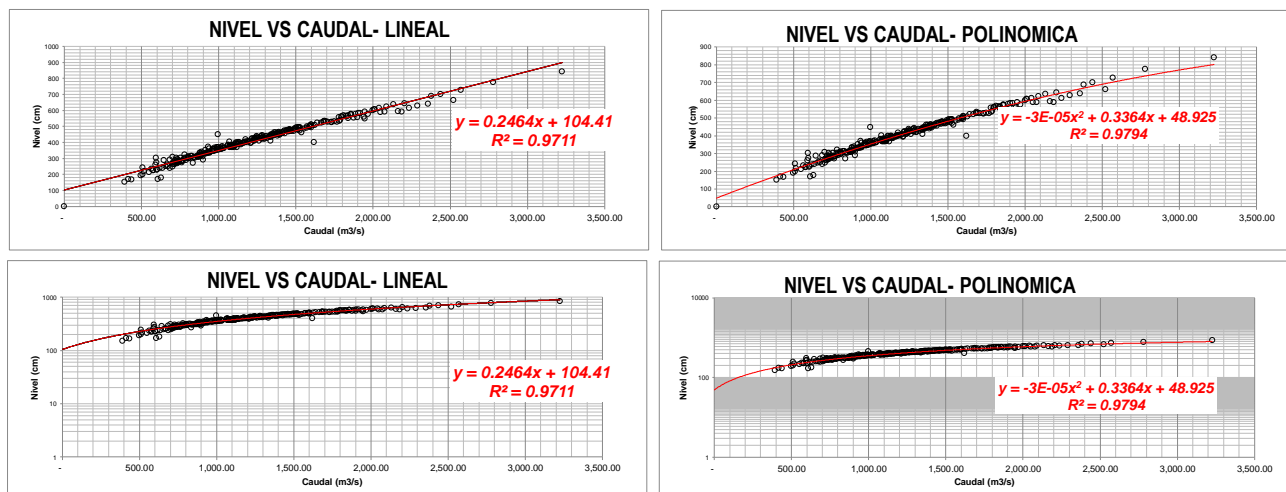 NIVEL VS CAUDAL- LINEAL
1000
900
800
700
600
500
400
300
200
100
0
Nivel (cm)
y = 0.2464x + 104.41
R² = 0.9711
- 500.00 1,000.00 1,500.00 2,000.00 2,500.00 3,000.00 3,500.00
Caudal (m3/s)
NIVEL VS CAUDAL- POLINOMICA
900
800
700
600
500
400
300
200
100
0
Nivel (cm)
y = -3E-05x² + 0.3364x + 48.925
R² = 0.9794
- 500.00 1,000.00 1,500.00 2,000.00 2,500.00 3,000.00 3,500.00
Caudal (m3/s)
NIVEL VS CAUDAL- LINEAL
1000
100
10
1
Nivel (cm)
y = 0.2464x + 104.41
R² = 0.9711
- 500.00 1,000.00 1,500.00 2,000.00 2,500.00 3,000.00 3,500.00
Caudal (m3/s)
NIVEL VS CAUDAL- POLINOMICA
10000
100
1
Nivel (cm)
y = -3E-05x² + 0.3364x + 48.925
R² = 0.9794
- 500.00 1,000.00 1,500.00 2,000.00 2,500.00 3,000.00 3,500.00
Caudal (m3/s)